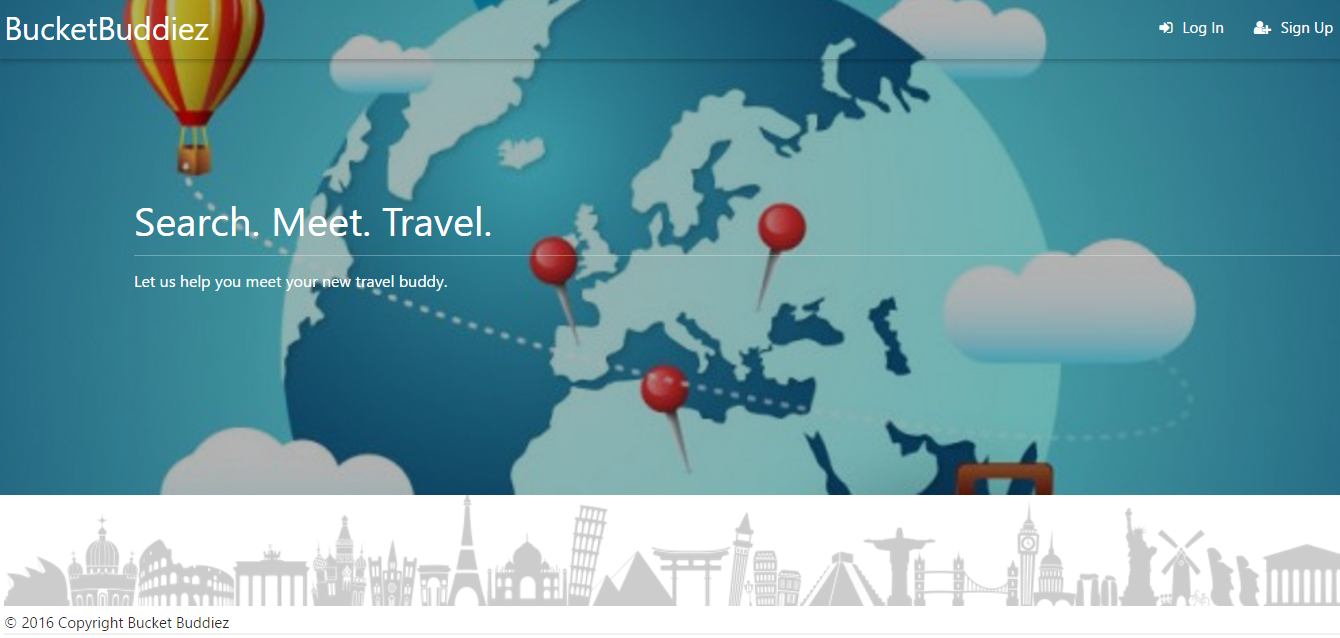 BucketBuddiez
Log In
Sign Up
Search. Meet. Travel.
Let us help you meet your new travel buddy.
© 2016 Copyright Bucket Buddiez